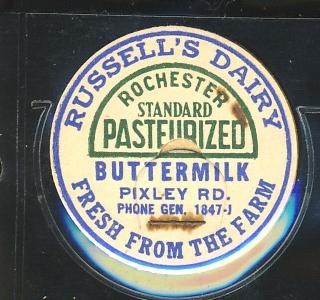 RUSSELL'S DAIRY
ROCHESTER
STANDARD
PASTEURIZED
BUTTERMILK
PIXLEY RD.
PHONE GEN. 1847-J
FRESH FROM THE FARM